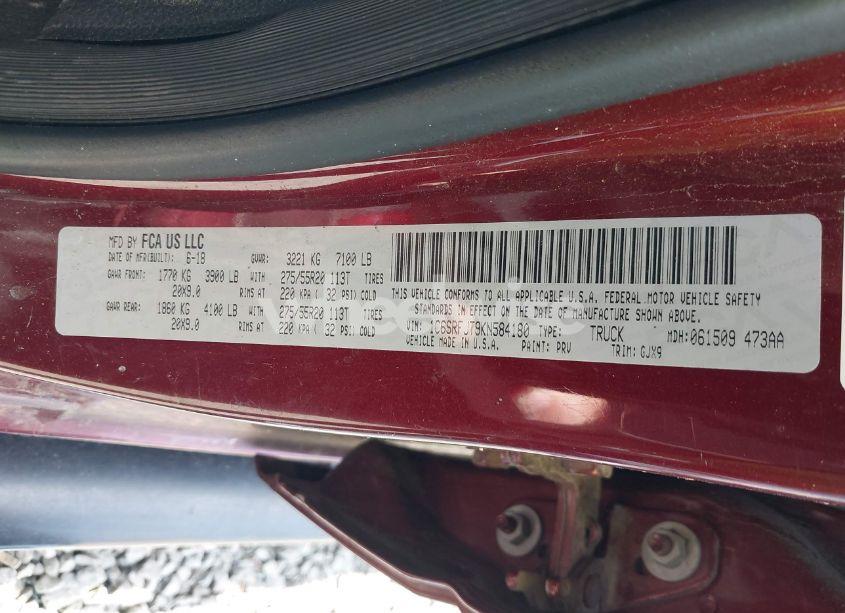 MFD BY FCA US LLC
DATE OF MFR(BUILT): 6-18 GVWR: 3221 KG 7100 LB
GAWR FRONT: 1770 KG 3900 LB WITH 275/55R20 113T TIRES
20X9.0 RIMS AT 220 KPA ( 32 PSI) COLD
GAWR REAR: 1860 KG 4100 LB WITH 275/55R20 113T TIRES
20X9.0 RIMS AT 220 KPA ( 32 PSI) COLD
THIS VEHICLE CONFORMS TO ALL APPLICABLE U.S.A. FEDERAL MOTOR VEHICLE SAFETY
STANDARDS IN EFFECT ON THE DATE OF MANUFACTURE SHOWN ABOVE.
VIN: 1C6SRFJT9KN584180 TYPE: TRUCK MDH: 061509 473AA
VEHICLE MADE IN U.S.A. PAINT: PRV TRIM: GJX9